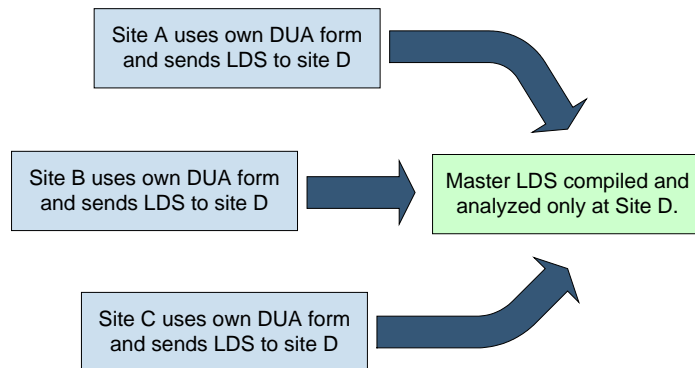 Site A uses own DUA form
and sends LDS to site D
Site B uses own DUA form
and sends LDS to site D
Master LDS compiled and
analyzed only at Site D.
Site C uses own DUA form
and sends LDS to site D